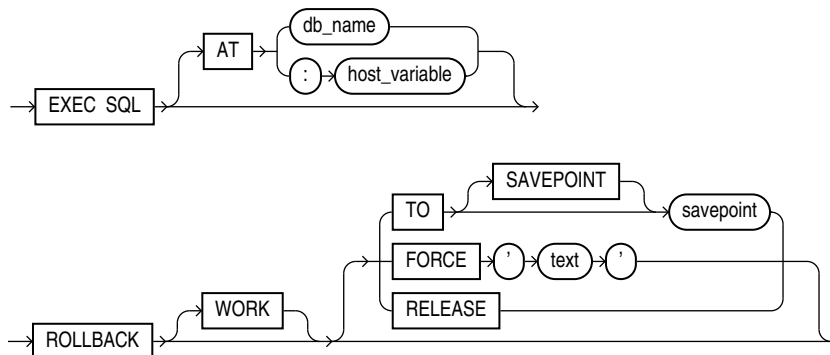 AT db_name
: host_variable
EXEC SQL
SAVEPOINT
TO savepoint
FORCE ’ text ’
WORK RELEASE
ROLLBACK